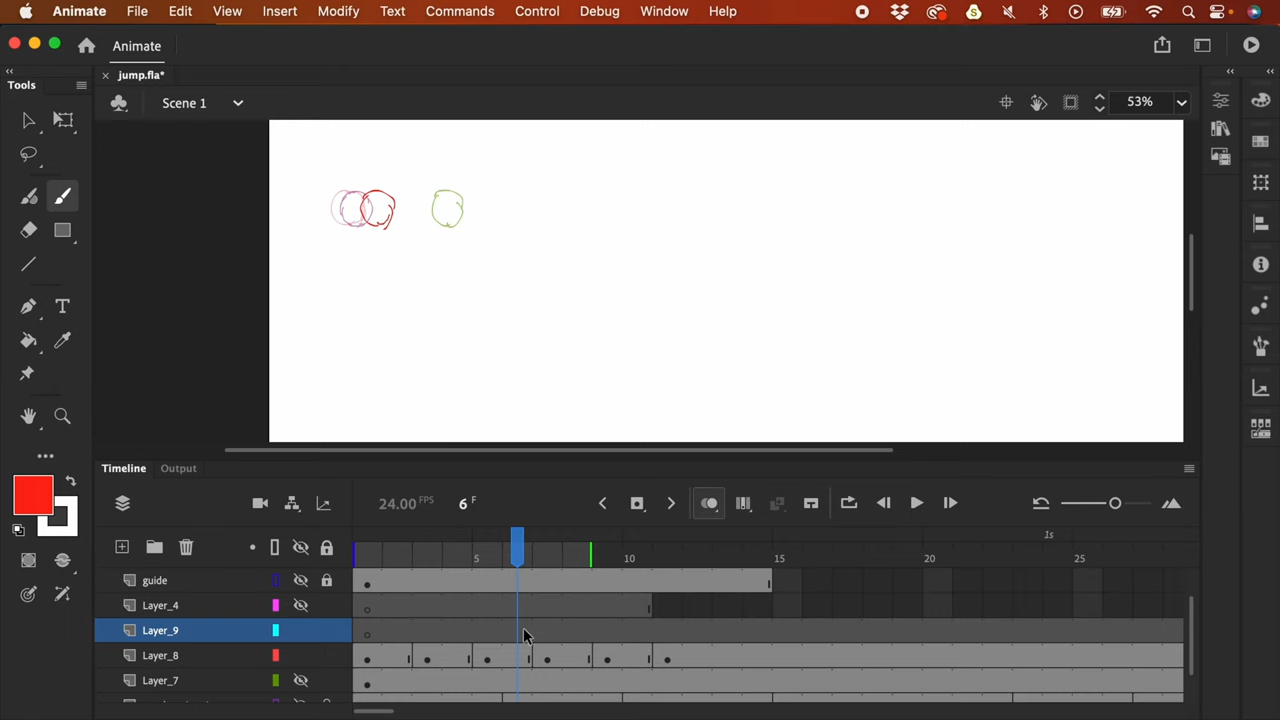 Animate File Edit View Insert Modify Text Commands Control Debug Window Help
Animate
Tools
jump.fla*
Scene 1
53%
Timeline Output
24.00 FPS 6 F
1s
5 10 15 20 25
guide
Layer_4
Layer_9
Layer_8
Layer_7